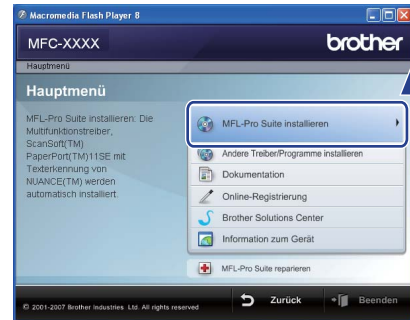 Macromedia Flash Player 8
MFC-XXXX
brother
Hauptmenü
Hauptmenü
MFL-Pro Suite installieren: Die
Multifunktionstreiber,
ScanSoft(TM)
PaperPort(TM)11SE mit
Texterkennung von
NUANCE(TM) werden
automatisch installiert.
MFL-Pro Suite installieren
Andere Treiber/Programme installieren
Dokumentation
Online-Registrierung
Brother Solutions Center
Information zum Gerät
MFL-Pro Suite reparieren
© 2001-2007 Brother Industries, Ltd. All rights reserved
Zurück
Beenden